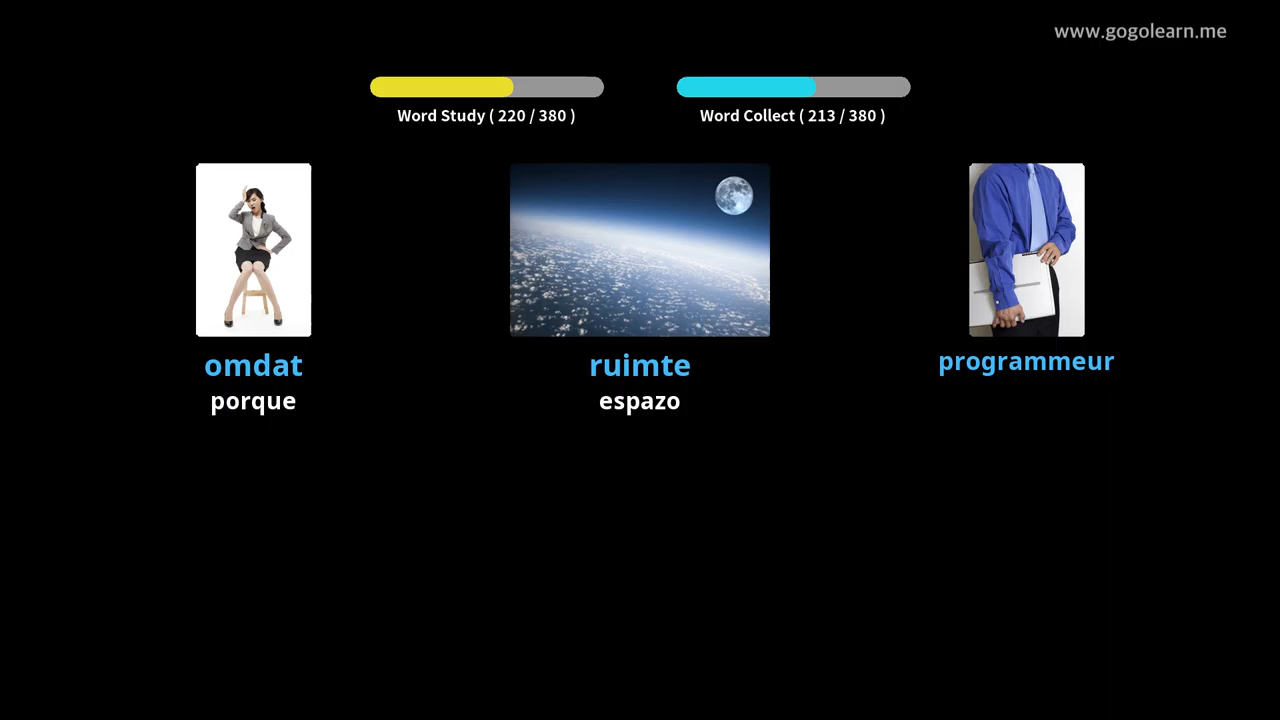 www.gogolearn.me
Word Study ( 220 / 380 )
Word Collect ( 213 / 380 )
omdat
porque
ruimte
espazo
programmeur